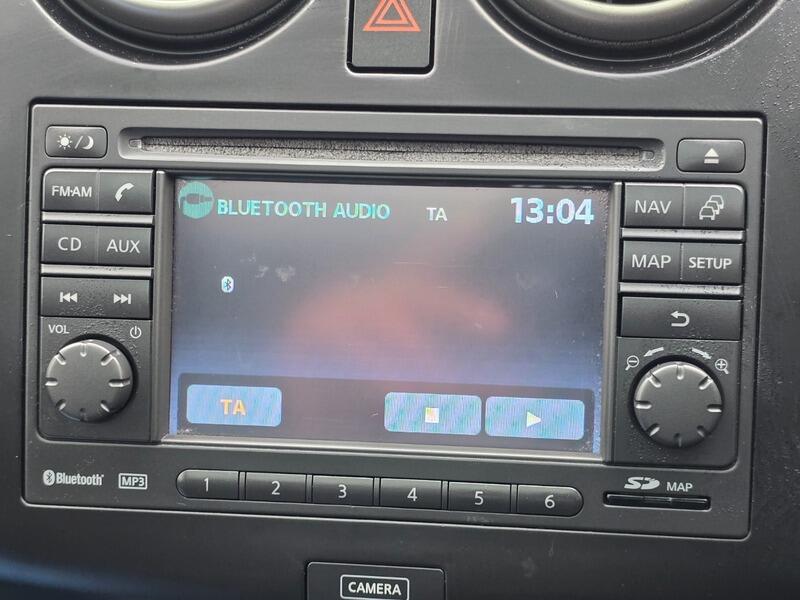 BLUETOOTH AUDIO TA 13:04
FM·AM
CD AUX
VOL
NAV
MAP SETUP
TA
Bluetooth® MP3
1 2 3 4 5 6
SD MAP
CAMERA